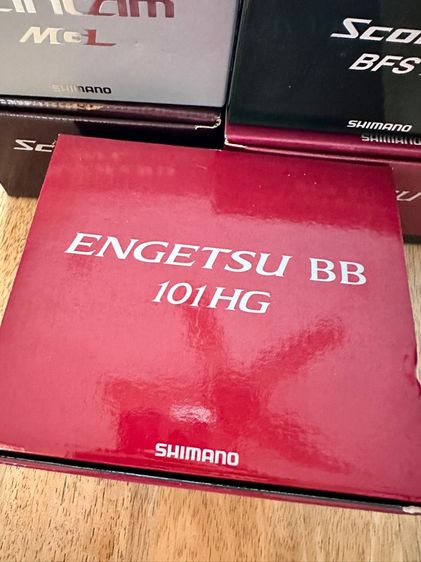 MGL
SHIMANO
BFS
SHIMANO
SHIMANO
ENGETSU BB
101HG
SHIMANO